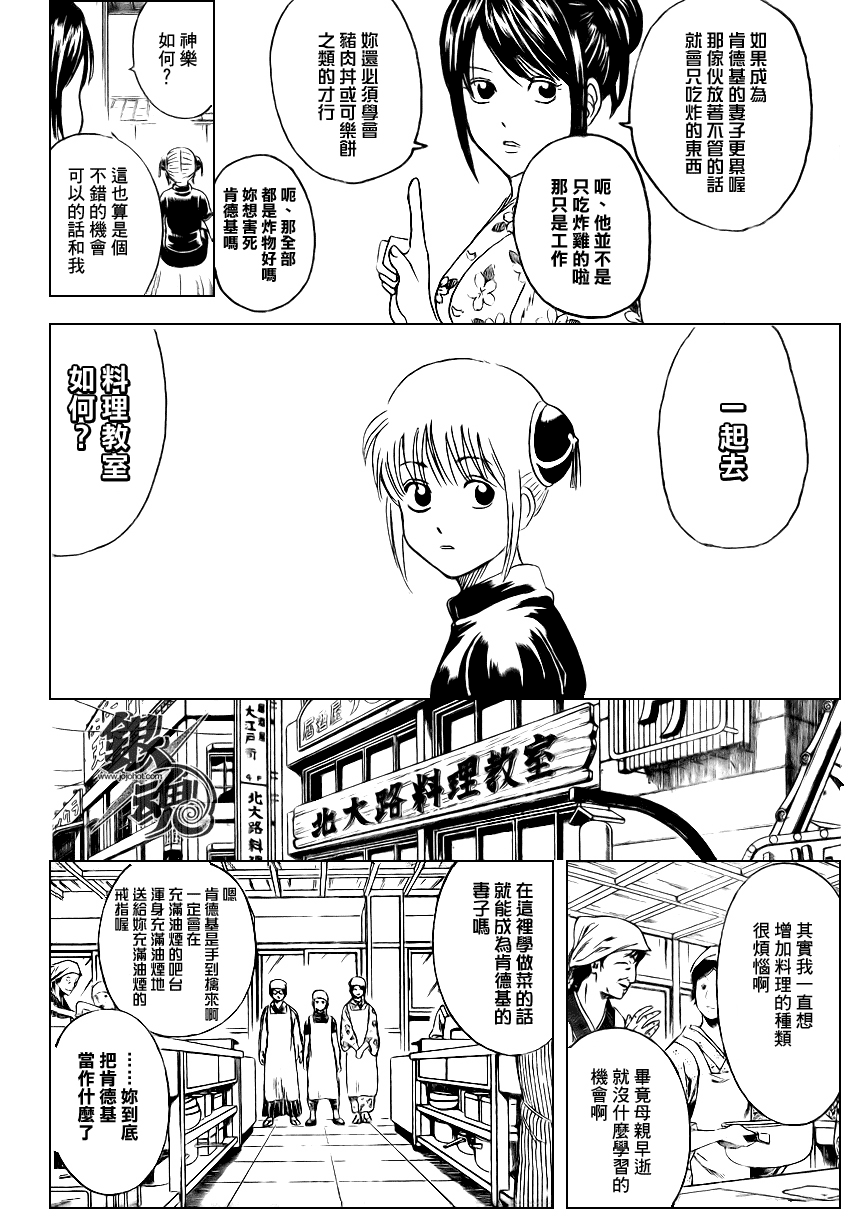 如果成為
肯德基的妻子更累喔
那傢伙放著不管的話
就會只吃炸的東西
呃、他並不是
只吃炸雞的啦
那只是工作
妳還必須學會
豬肉丼或可樂餅
之類的才行
呃、那全部
都是炸物好嗎
妳想害死
肯德基嗎
神樂
如何？
這也算是個
不錯的機會
可以的話和我
一起去
料理教室
如何？
居酒屋
大江戶
4F
北大路料理
北大路料理教室
銀魂
www.jojohot.com
其實我一直想
增加料理的種類
很煩惱啊
畢竟母親早逝
就沒什麼學習的
機會啊
在這裡學做菜的話
就能成為肯德基的
妻子嗎
嗯
肯德基是手到擒來啊
一定會在
充滿油煙的吧台
渾身充滿油煙地
送給妳充滿油煙的
戒指喔
……妳到底
把肯德基
當作什麼了